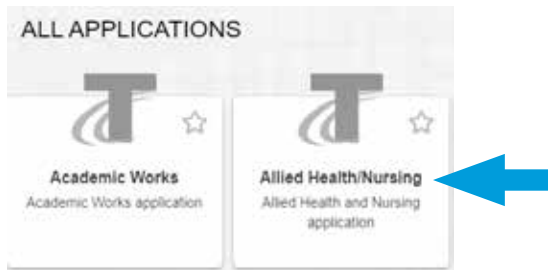 ALL APPLICATIONS
T
Academic Works
Academic Works application
T
Allied Health/Nursing
Allied Health and Nursing
application